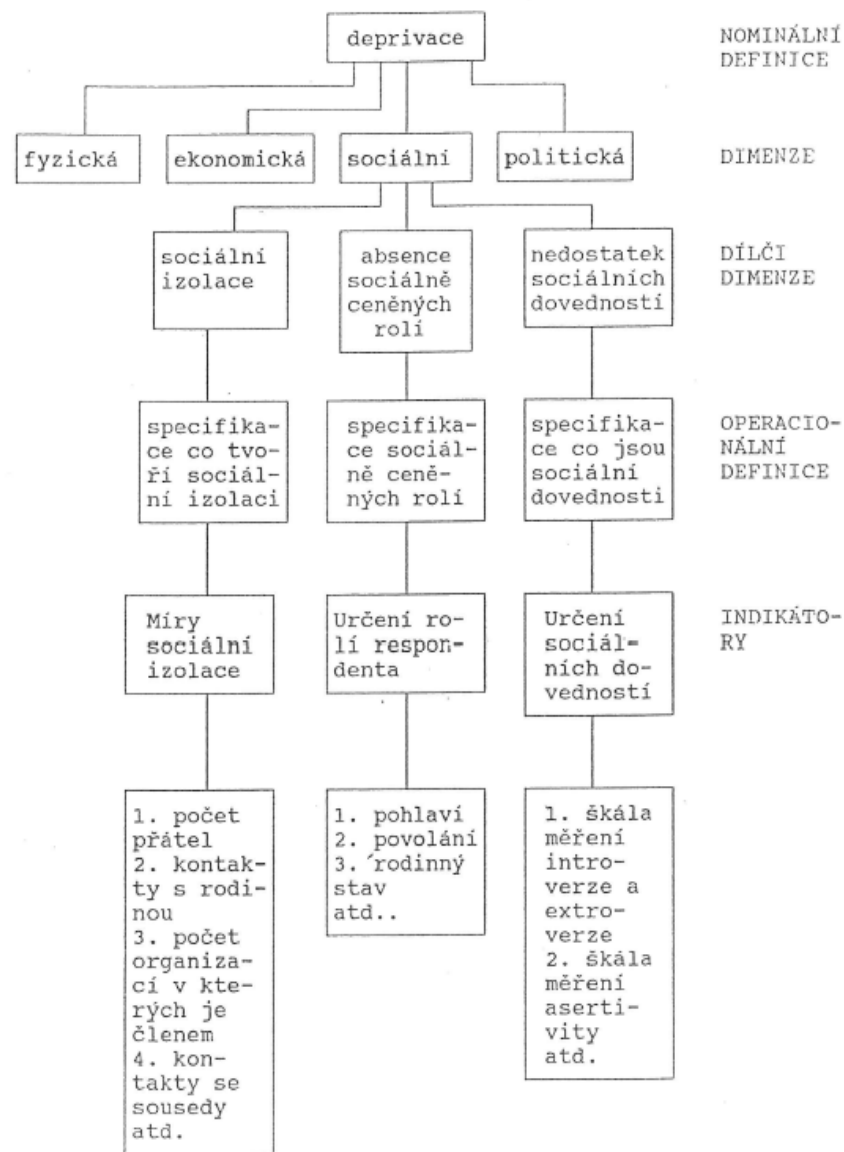 deprivace
NOMINÁLNÍ
DEFINICE
fyzická
ekonomická
sociální
politická
DIMENZE
sociální
izolace
absence
sociálně
ceněných
rolí
nedostatek
sociálních
dovedností
DÍLČI
DIMENZE
specifika-
ce co tvo-
ří sociál-
ní izolaci
specifika-
ce sociál-
ně ceně-
ných rolí
specifika-
ce co jsou
sociální
dovednosti
OPERACIO-
NÁLNÍ
DEFINICE
Míry
sociální
izolace
Určení ro-
lí respon-
denta
Určení
sociál-
ních do-
vedností
INDIKÁTO-
RY
1. počet
přátel
2. kontak-
ty s rodi-
nou
3. počet
organiza-
cí v kte-
rých je
členem
4. kon-
takty se
sousedy
atd.
1. pohlaví
2. povolání
3. rodinný
stav
atd..
1. škála
měření
intro-
verze a
extro-
verze
2. škála
měření
aserti-
vity
atd.